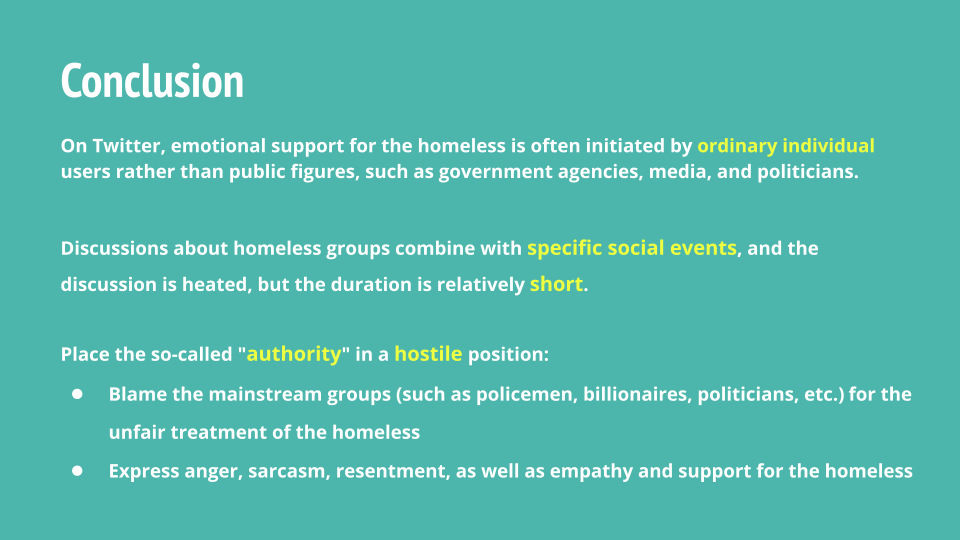 Conclusion
On Twitter, emotional support for the homeless is often initiated by ordinary individual
users rather than public figures, such as government agencies, media, and politicians.
Discussions about homeless groups combine with specific social events, and the
discussion is heated, but the duration is relatively short.
Place the so-called "authority" in a hostile position:
● Blame the mainstream groups (such as policemen, billionaires, politicians, etc.) for the
unfair treatment of the homeless
● Express anger, sarcasm, resentment, as well as empathy and support for the homeless